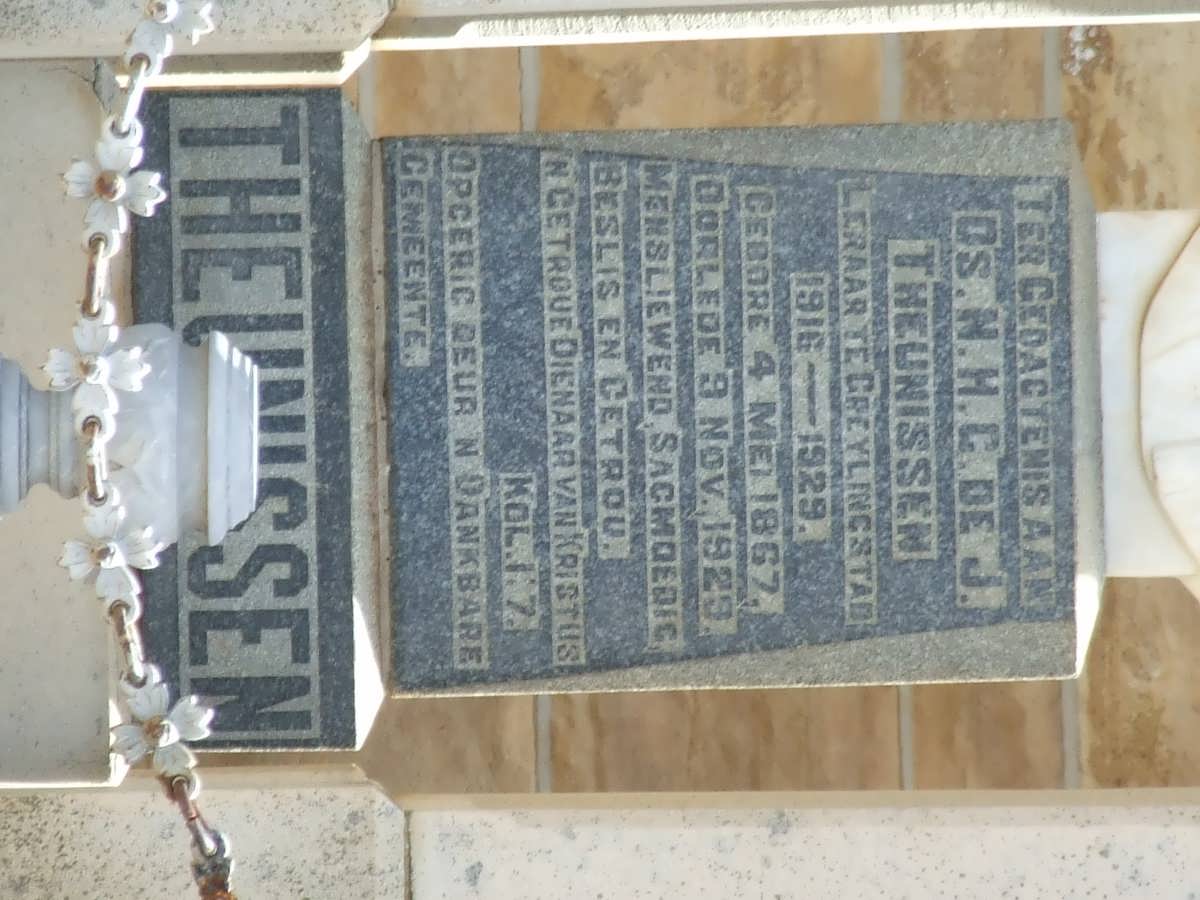 TER GEDAGTENIS AAN
DS. N. H. C. DE J.
THEUNISSEN
LERAAR TE GREYLINGSTAD
1916 — 1929.
GEBORE 4 MEI 1867,
OORLEDE 9 NOV. 1929.
MENSLIEWEND, SAGMOEDIG,
BESLIS EN GETROU.
'N GETROUE DIENAAR VAN KRISTUS.
KOL. 1:7.
OPGERIG DEUR 'N DANKBARE
GEMEENTE.
THEUNISSEN